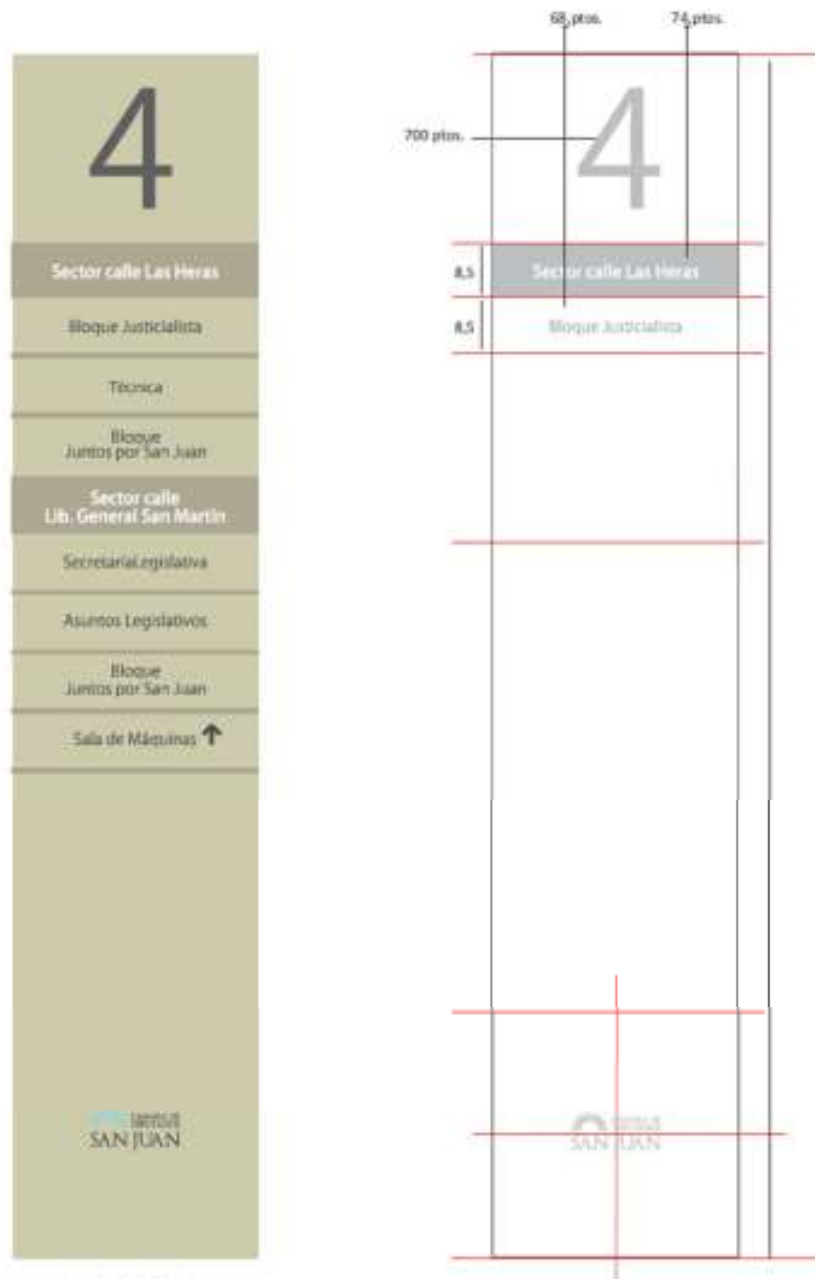 4
Sector calle Las Heras
Bloque Justicialista
Técnica
Bloque
Juntos por San Juan
Sector calle
Lib. General San Martín
SecretaríaLegislativa
Asuntos Legislativos
Bloque
Juntos por San Juan
Sala de Máquinas
SAN JUAN
68 ptos.
74 ptos.
700 ptos.
4
8,5
Sector calle Las Heras
8,5
Bloque Justicialista
SAN JUAN